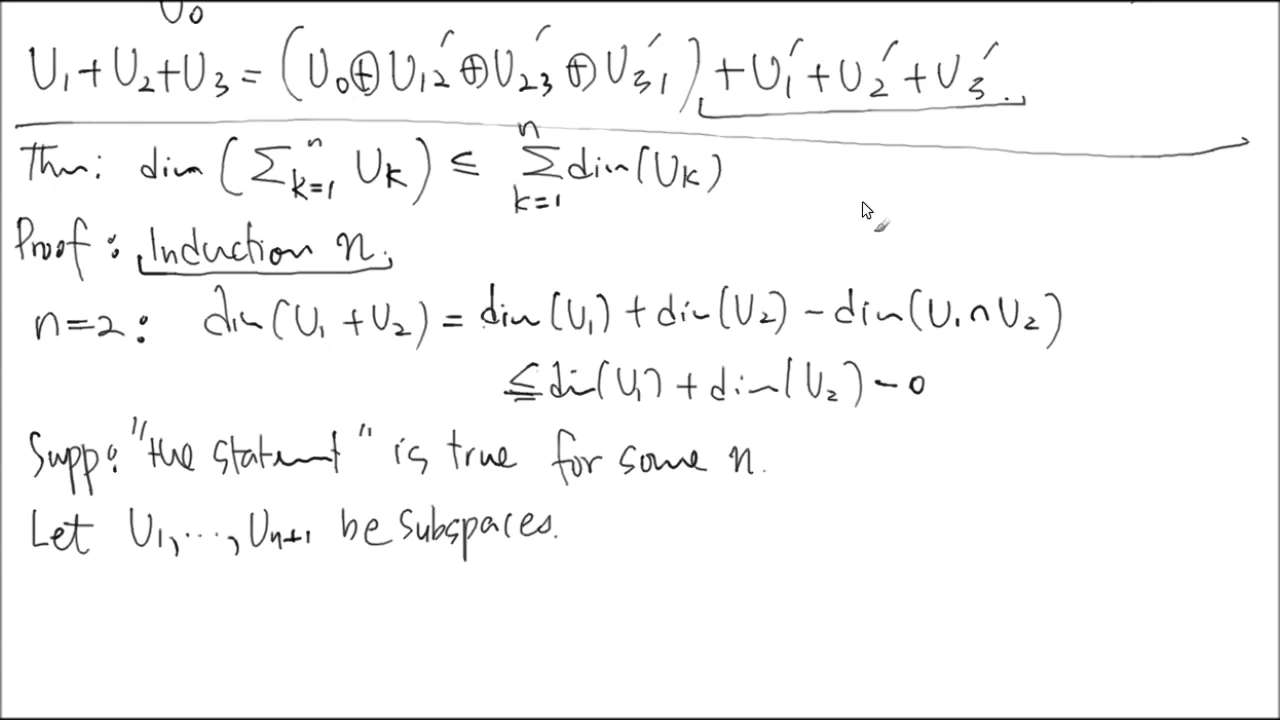 U₀
U₁+U₂+U₃ = (U₀⊕U₁₂′⊕U₂₃′⊕U₃₁′)+U₁′+U₂′+U₃′.
Thm: dim (∑ₖ₌₁ⁿ Uₖ) ≤ ∑ₖ₌₁ⁿ dim(Uₖ)
Proof: Induction n.
n=2: dim(U₁+U₂) = dim(U₁)+dim(U₂)-dim(U₁∩U₂)
≤ dim(U₁)+dim(U₂)-0
Supp: "the statement" is true for some n.
Let U₁,...,Uₙ₊₁ be subspaces.